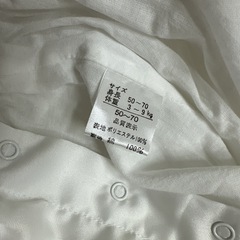 サイズ
身長 50-70
体重 3-9kg
50~70
品質表示
表地 ポリエステル100%
100%